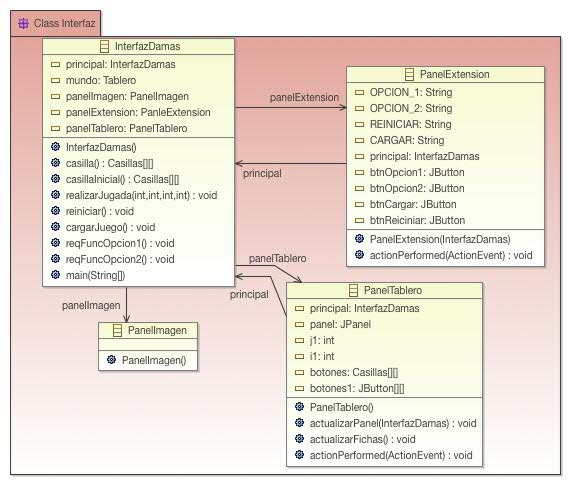 Class Interfaz
InterfazDamas
principal: InterfazDamas
mundo: Tablero
panelImagen: PanelImagen
panelExtension: PanleExtension
panelTablero: PanelTablero
InterfazDamas()
casilla() : Casillas[][]
casillaInicial() : Casillas[][]
realizarJugada(int,int,int,int) : void
reiniciar() : void
cargarJuego() : void
reqFuncOpcion1() : void
reqFuncOpcion2() : void
main(String[])
panelExtension
principal
PanelExtension
OPCION_1: String
OPCION_2: String
REINICIAR: String
CARGAR: String
principal: InterfazDamas
btnOpcion1: JButton
btnOpcion2: JButton
btnCargar: JButton
btnReiciniar: JButton
PanelExtension(InterfazDamas)
actionPerformed(ActionEvent) : void
panelTablero
principal
panelImagen
PanelImagen
PanelImagen()
PanelTablero
principal: InterfazDamas
panel: JPanel
j1: int
i1: int
botones: Casillas[][]
botones1: JButton[][]
PanelTablero()
actualizarPanel(InterfazDamas) : void
actualizarFichas() : void
actionPerformed(ActionEvent) : void